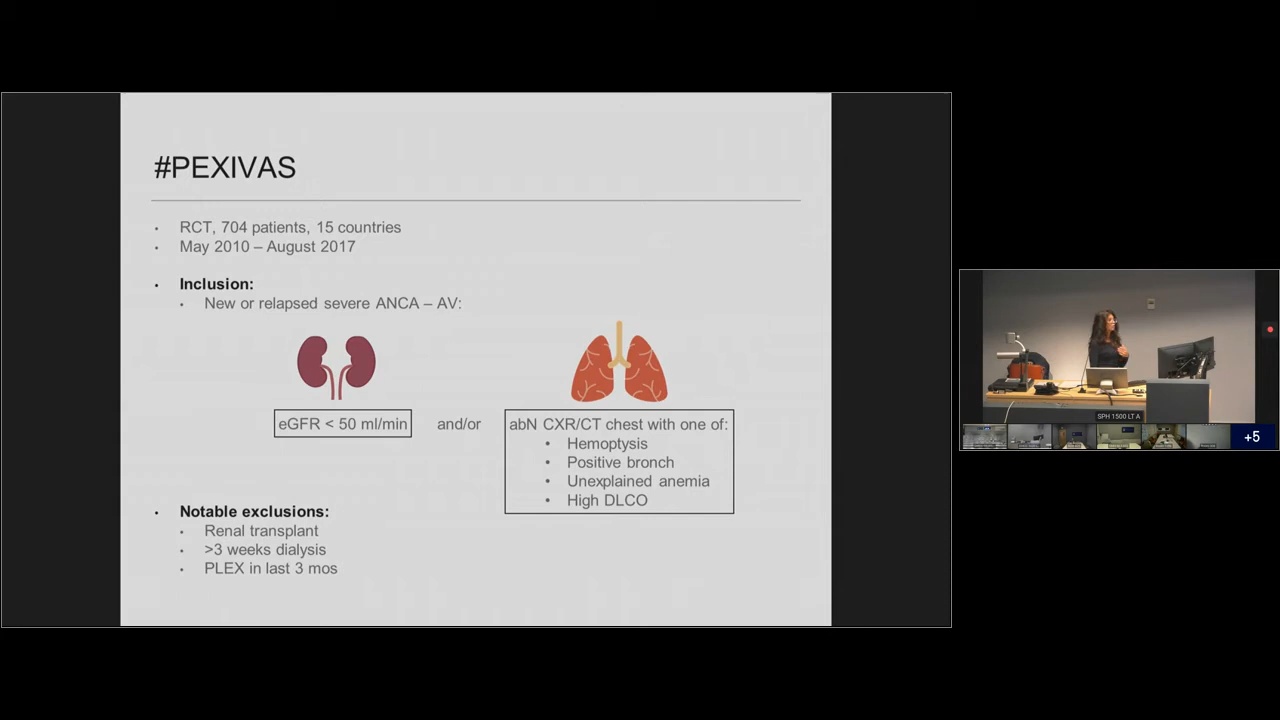 #PEXIVAS
• RCT, 704 patients, 15 countries
• May 2010 – August 2017
• Inclusion:
• New or relapsed severe ANCA – AV:
eGFR < 50 ml/min
and/or
abN CXR/CT chest with one of:
• Hemoptysis
• Positive bronch
• Unexplained anemia
• High DLCO
• Notable exclusions:
• Renal transplant
• >3 weeks dialysis
• PLEX in last 3 mos
SPH 1500 LT A
+5